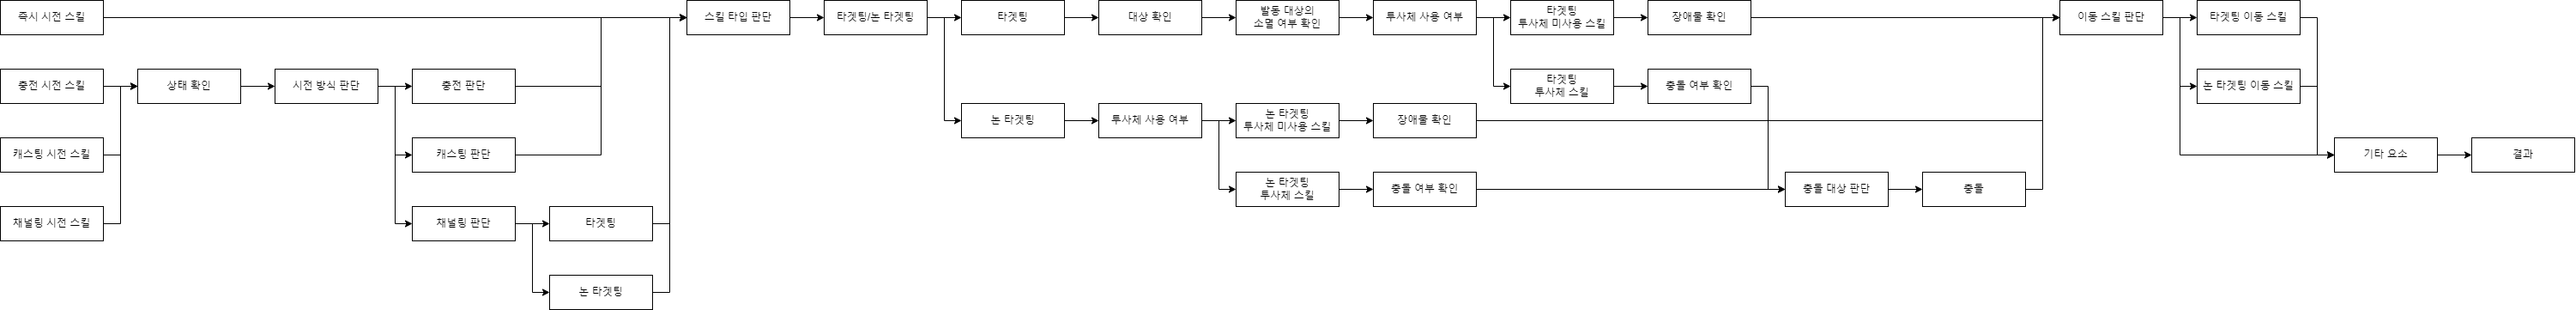 즉시 시전 스킬
스킬 타입 판단
타겟팅/논 타겟팅
타겟팅
대상 확인
발동 대상의
소멸 여부 확인
투사체 사용 여부
타겟팅
투사체 미사용 스킬
장애물 확인
이동 스킬 판단
타겟팅 이동 스킬
충전 시전 스킬
상태 확인
시전 방식 판단
충전 판단
타겟팅
투사체 스킬
충돌 여부 확인
논 타겟팅 이동 스킬
논 타겟팅
투사체 사용 여부
논 타겟팅
투사체 미사용 스킬
장애물 확인
캐스팅 시전 스킬
캐스팅 판단
기타 요소
결과
논 타겟팅
투사체 스킬
충돌 여부 확인
충돌 대상 판단
충돌
채널링 시전 스킬
채널링 판단
타겟팅
논 타겟팅